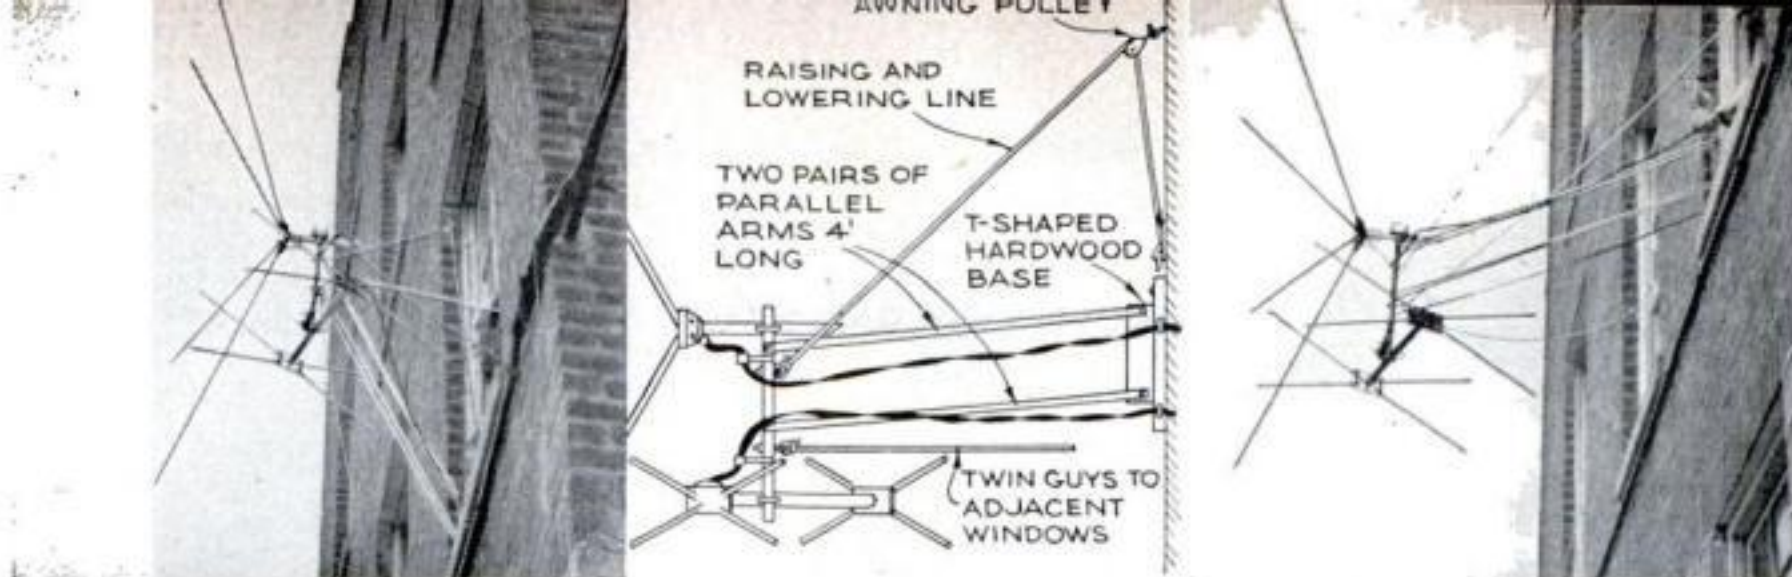 AWNING PULLEY
RAISING AND
LOWERING LINE
TWO PAIRS OF
PARALLEL
ARMS 4'
LONG
T-SHAPED
HARDWOOD
BASE
TWIN GUYS TO
ADJACENT
WINDOWS